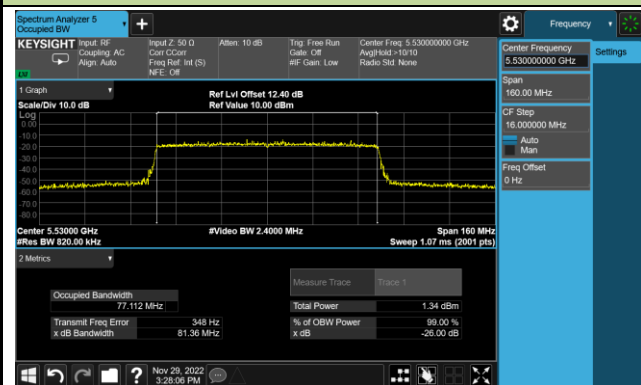 Spectrum Analyzer 5
Occupied BW
Frequency
KEYSIGHT
Input: RF
Coupling: AC
Align: Auto
Input Z: 50 Ω
Corr CCorr
Freq Ref: Int (S)
NFE: Off
Atten: 10 dB
Trig: Free Run
Gate: Off
#IF Gain: Low
Center Freq: 5.530000000 GHz
Avg|Hold:>10/10
Radio Std: None
Center Frequency
5.530000000 GHz
Settings
Span
160.00 MHz
CF Step
16.000000 MHz
Auto
Man
Freq Offset
0 Hz
1 Graph
Scale/Div 10.0 dB
Ref Lvl Offset 12.40 dB
Ref Value 10.00 dBm
Log
0.00
-10.0
-20.0
-30.0
-40.0
-50.0
-60.0
-70.0
-80.0
Center 5.53000 GHz
#Res BW 820.00 kHz
#Video BW 2.4000 MHz
Span 160 MHz
Sweep 1.07 ms (2001 pts)
2 Metrics
Measure Trace
Trace 1
Occupied Bandwidth
77.112 MHz
Total Power
1.34 dBm
Transmit Freq Error
348 Hz
% of OBW Power
99.00 %
x dB Bandwidth
81.36 MHz
x dB
-26.00 dB
Nov 29, 2022
3:28:06 PM